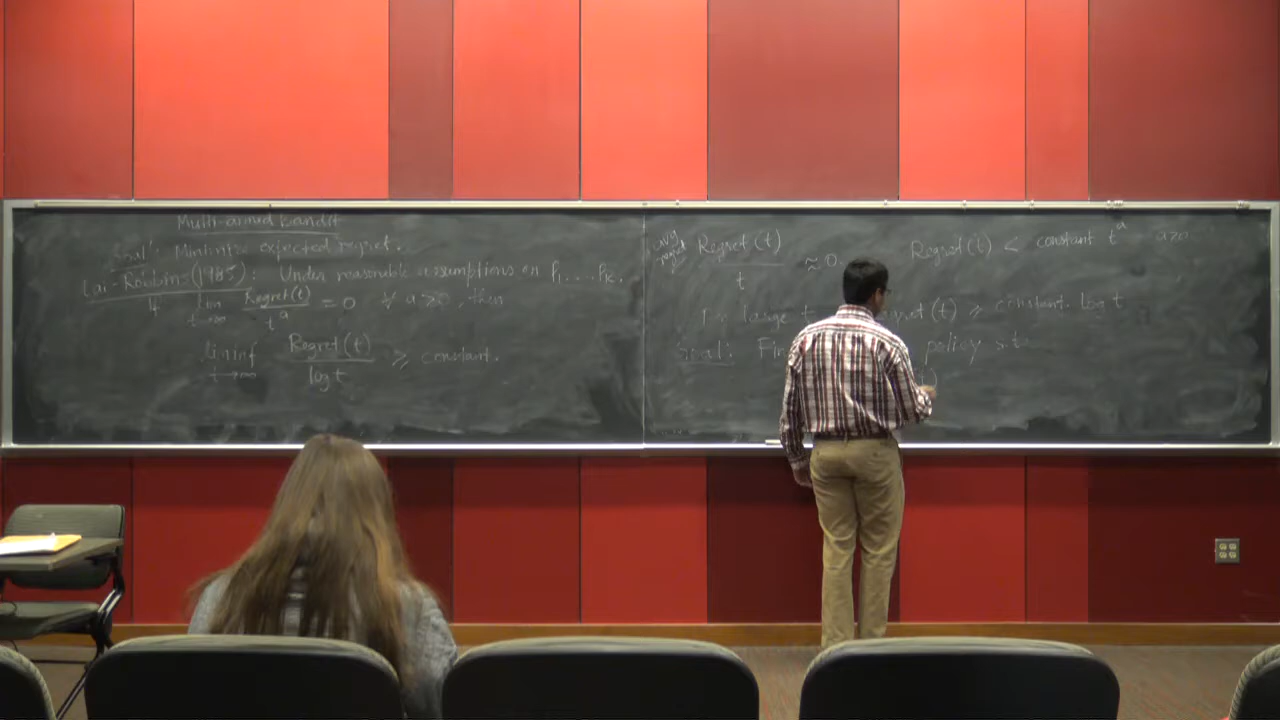 Multi-armed bandit
Goal: Minimize expected regret.
Lai-Robbins (1985): Under reasonable assumptions on P₁....Pₖ.
If lim t→∞ Regret(t) / t^a = 0 ∀ a>0, then
liminf t→∞ Regret(t) / log t ⩾ constant.
avg regret Regret(t) / t ≈ 0.
Regret(t) < constant t^a a>0
large t Regret(t) ⩾ constant. log t
Goal: policy s.t.